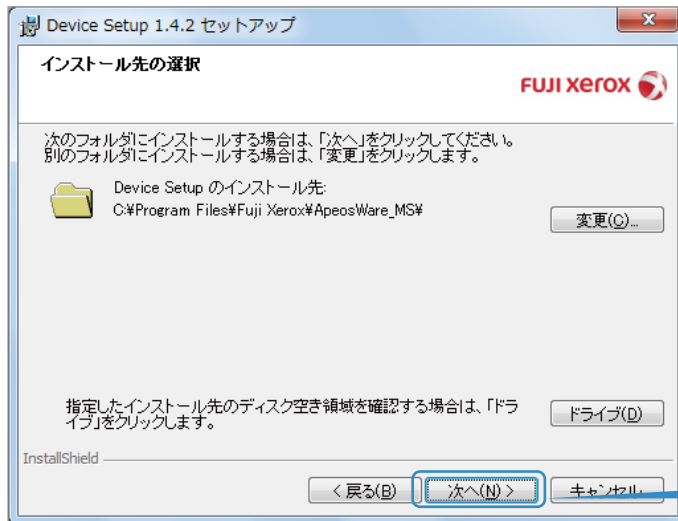 Device Setup 1.4.2 セットアップ
インストール先の選択
FUJI xerox
次のフォルダにインストールする場合は、「次へ」をクリックしてください。
別のフォルダにインストールする場合は、「変更」をクリックします。
Device Setup のインストール先:
C:¥Program Files¥Fuji Xerox¥ApeosWare_MS¥
変更(C)...
指定したインストール先のディスク空き領域を確認する場合は、「ドラ
イブ」をクリックします。
ドライブ(D)
InstallShield
< 戻る(B)
次へ(N) >
キャンセル